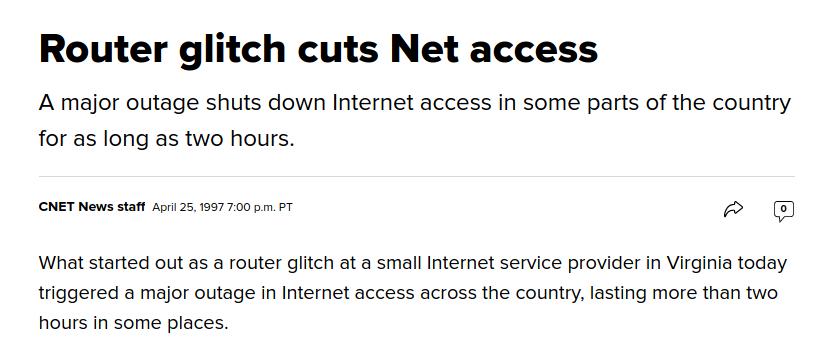 Router glitch cuts Net access
A major outage shuts down Internet access in some parts of the country
for as long as two hours.
CNET News staff April 25, 1997 7:00 p.m. PT
0
What started out as a router glitch at a small Internet service provider in Virginia today
triggered a major outage in Internet access across the country, lasting more than two
hours in some places.